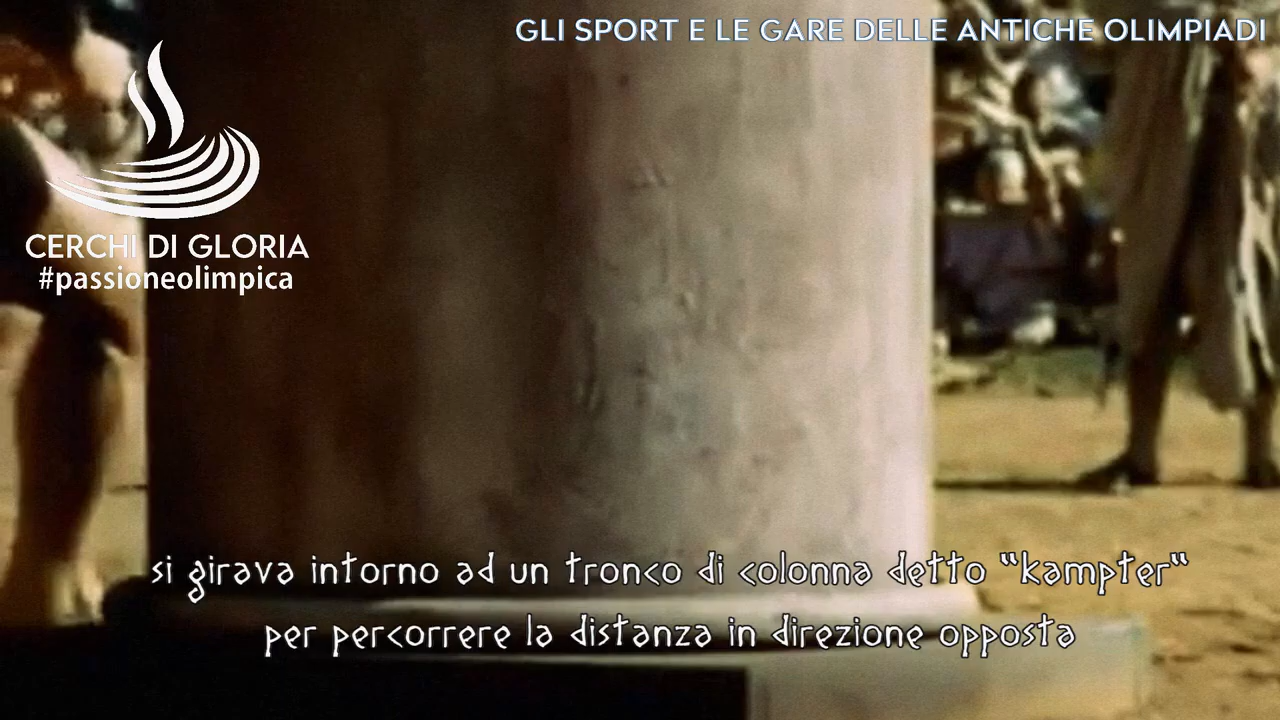 GLI SPORT E LE GARE DELLE ANTICHE OLIMPIADI
CERCHI DI GLORIA
#passioneolimpica
si girava intorno ad un tronco di colonna detto “kampter“
per percorrere la distanza in direzione opposta